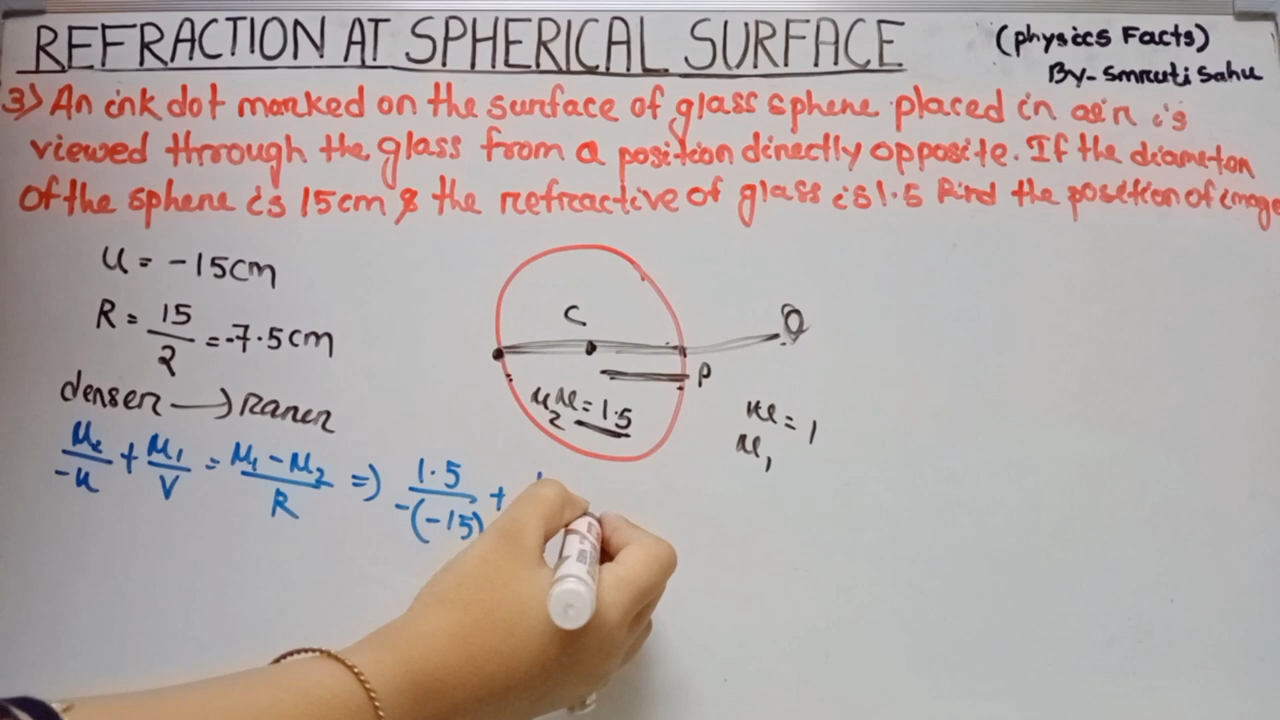 REFRACTION AT SPHERICAL SURFACE
(physics Facts)
By-Smruti Sahu
3) An ink dot marked on the surface of glass sphere placed in air is
viewed through the glass from a position directly opposite. If the diameter
of the sphere is 15cm & the refractive of glass is 1.5 Find the position of image
u = -15cm
R = 15/2 = -7.5cm
denser → rarer
μ₂/-u + μ₁/v = μ₁ - μ₂/R ⇒ 1.5/-(-15) +
C
P
O
μ₂ μ = 1.5
μ = 1
μ₁